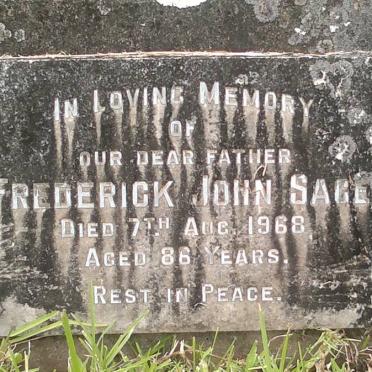 In Loving Memory
of
our dear father
Frederick John Sage
Died 7th Aug. 1968.
Aged 86 Years.
Rest in Peace.